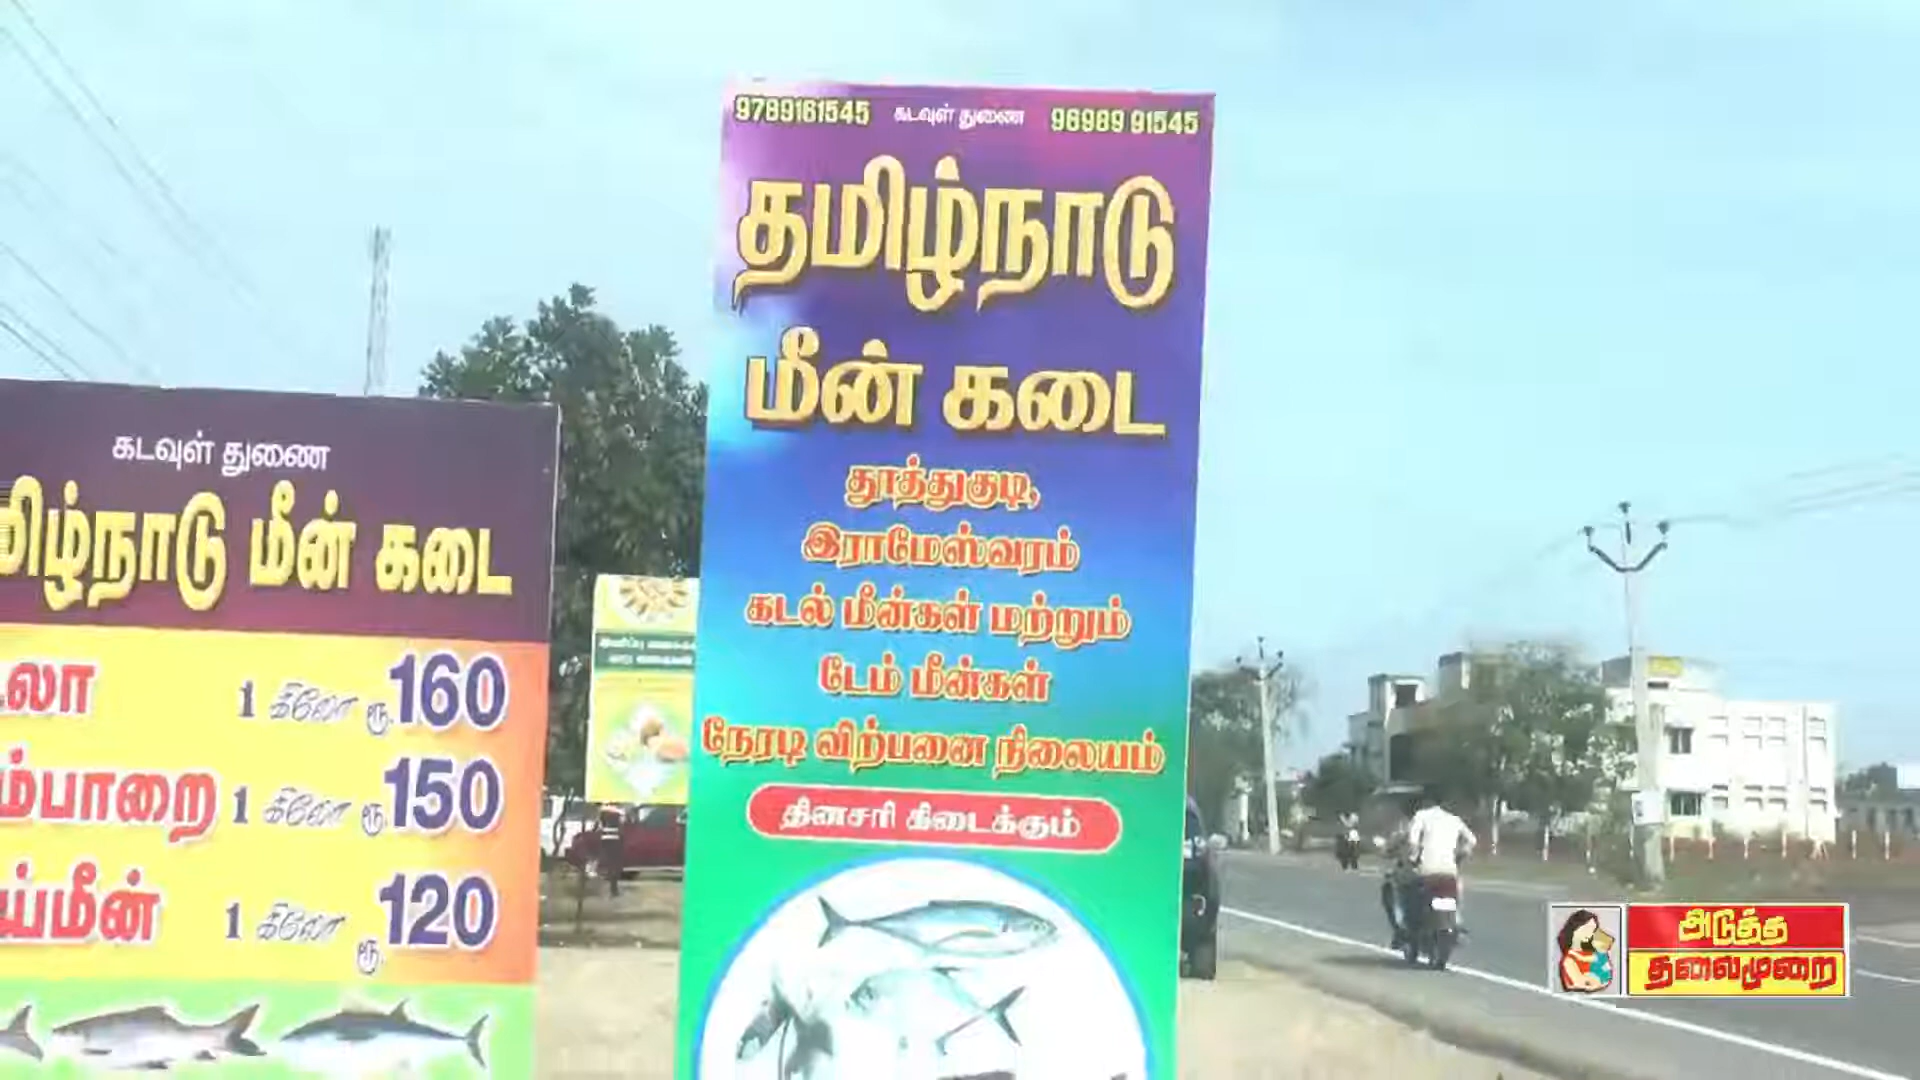 9789161545 கடவுள் துணை 96989 91545
தமிழ்நாடு
மீன் கடை
தூத்துகுடி,
இராமேஸ்வரம்
கடல் மீன்கள் மற்றும்
டேம் மீன்கள்
நேரடி விற்பனை நிலையம்
தினசரி கிடைக்கும்
கடவுள் துணை
மிழ்நாடு மீன் கடை
டலா 1 கிலோ ரூ.160
ம்பாறை 1 கிலோ ரூ.150
ய்மீன் 1 கிலோ ரூ.120
அடுத்த
தலைமுறை